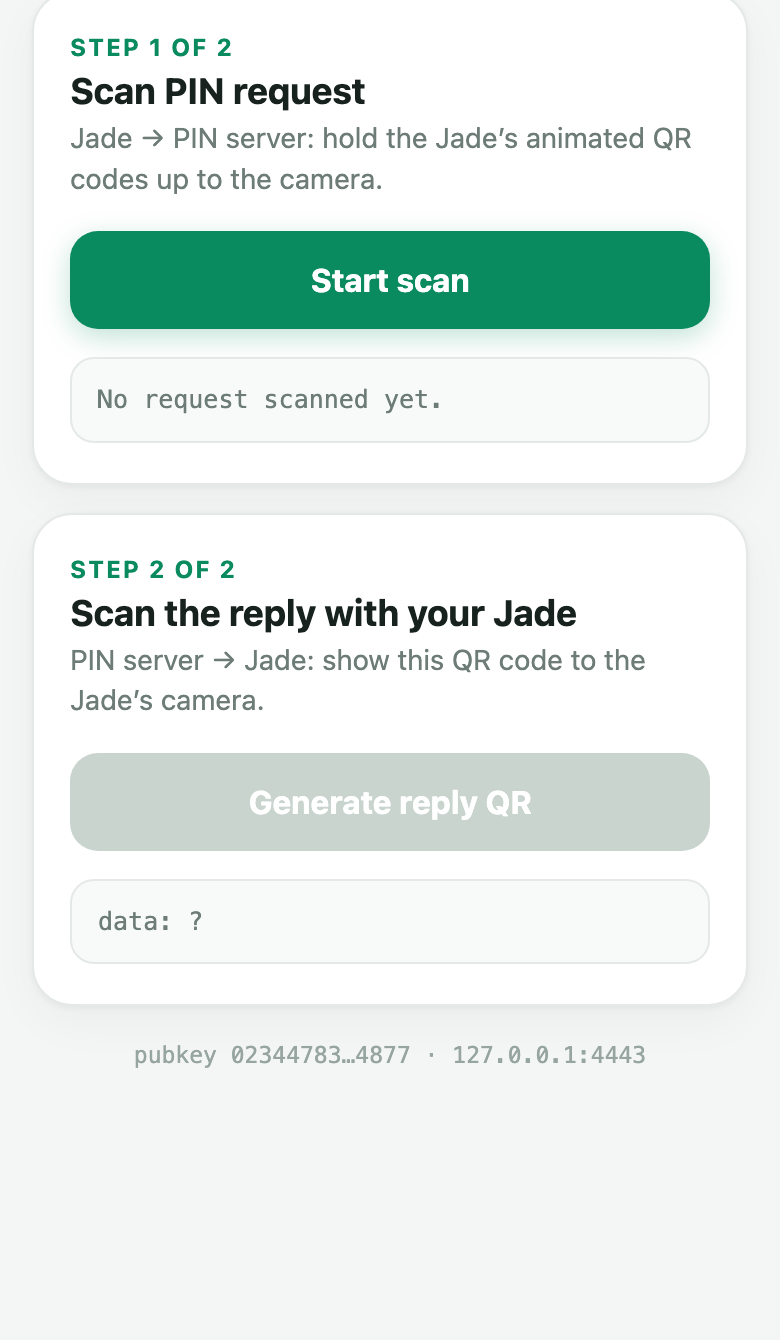 STEP 1 OF 2
Scan PIN request
Jade → PIN server: hold the Jade’s animated QR
codes up to the camera.
Start scan
No request scanned yet.
STEP 2 OF 2
Scan the reply with your Jade
PIN server → Jade: show this QR code to the
Jade’s camera.
Generate reply QR
data: ?
pubkey 02344783…4877 · 127.0.0.1:4443